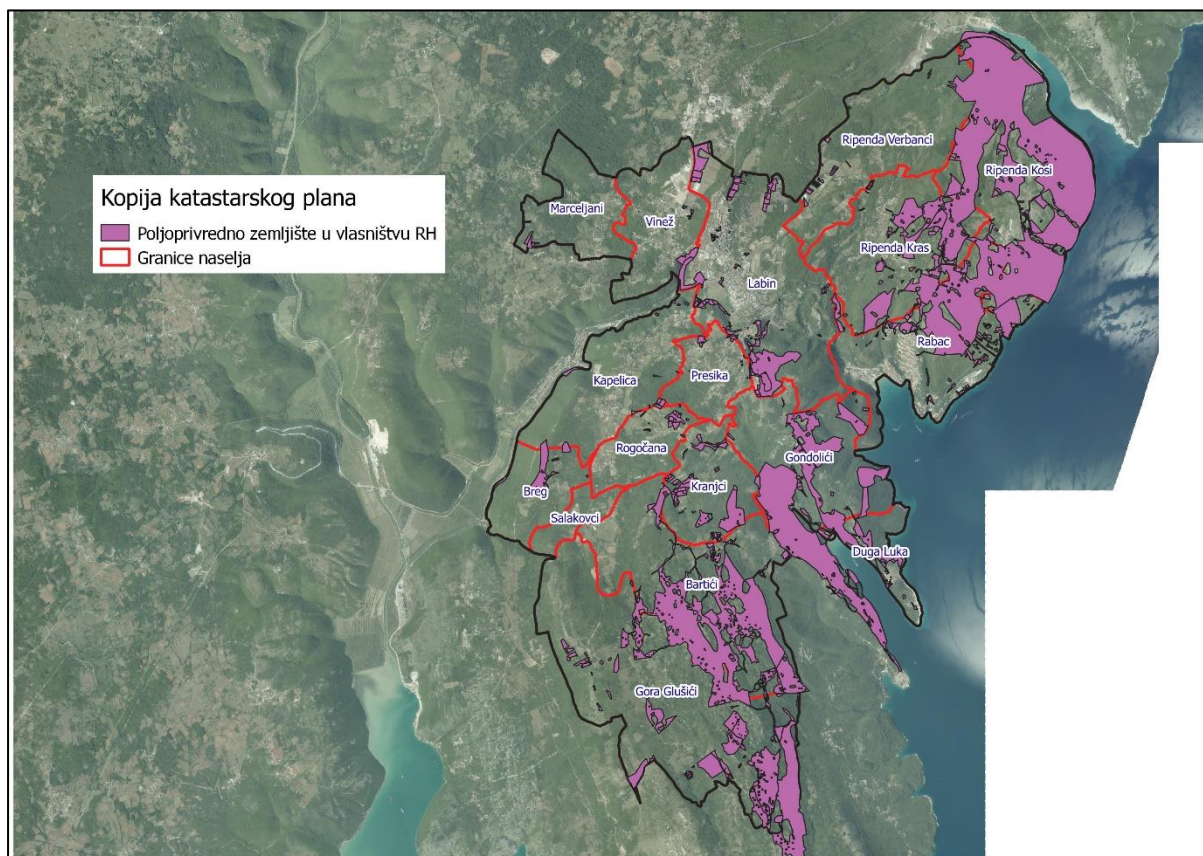 Kopija katastarskog plana
Poljoprivredno zemljište u vlasništvu RH
Granice naselja
Ripenda Verbanci
Ripenda Kosi
Marceljani
Vinež
Ripenda Kras
Labin
Rabac
Presika
Kapelica
Rogočana
Gondolići
Kranjci
Breg
Salakovci
Duga Luka
Bartići
Gora Glušići